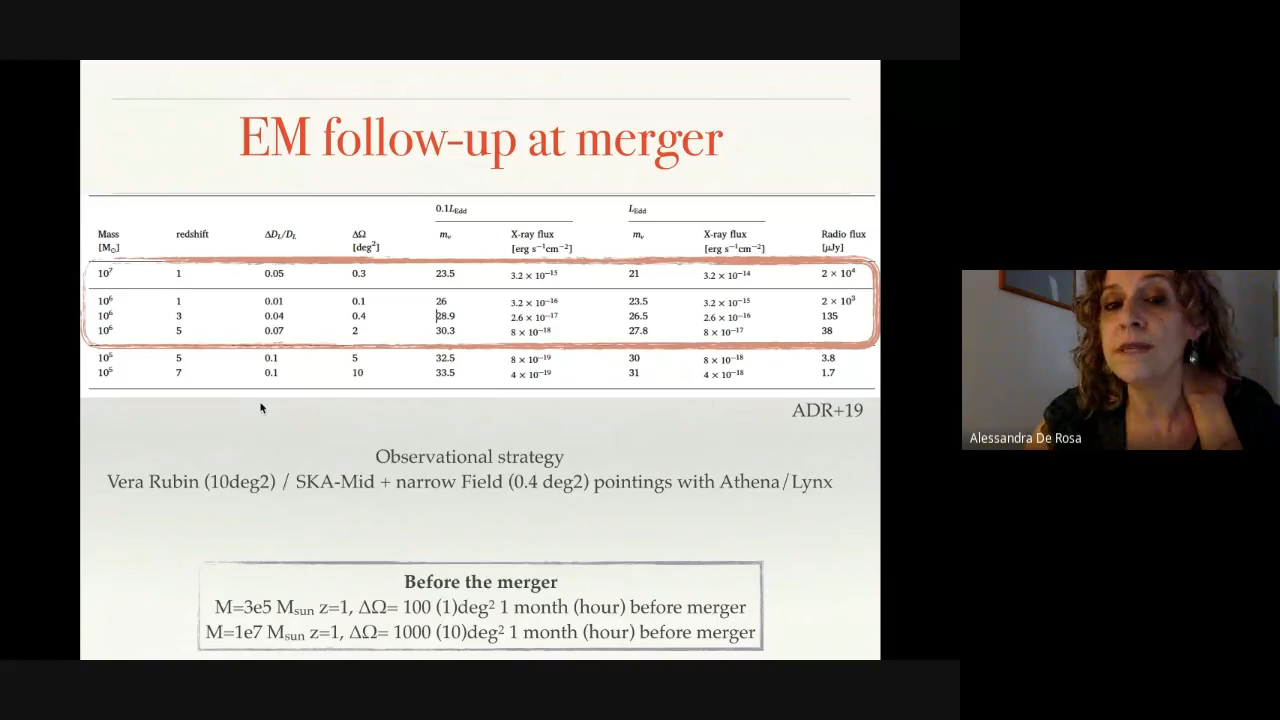 EM follow-up at merger
0.1L_Edd L_Edd
Mass redshift ΔD_L/D_L ΔΩ m_v X-ray flux m_v X-ray flux Radio flux
[M⊙] [deg²] [erg s⁻¹cm⁻²] [erg s⁻¹cm⁻²] [μJy]
10⁷ 1 0.05 0.3 23.5 3.2 × 10⁻¹⁵ 21 3.2 × 10⁻¹⁴ 2 × 10⁴
10⁶ 1 0.01 0.1 26 3.2 × 10⁻¹⁶ 23.5 3.2 × 10⁻¹⁵ 2 × 10³
10⁶ 3 0.04 0.4 28.9 2.6 × 10⁻¹⁷ 26.5 2.6 × 10⁻¹⁶ 135
10⁶ 5 0.07 2 30.3 8 × 10⁻¹⁸ 27.8 8 × 10⁻¹⁷ 38
10⁵ 5 0.1 5 32.5 8 × 10⁻¹⁹ 30 8 × 10⁻¹⁸ 3.8
10⁵ 7 0.1 10 33.5 4 × 10⁻¹⁹ 31 4 × 10⁻¹⁸ 1.7
ADR+19
Observational strategy
Vera Rubin (10deg2) / SKA-Mid + narrow Field (0.4 deg2) pointings with Athena/Lynx
Alessandra De Rosa
Before the merger
M=3e5 M_sun z=1, ΔΩ= 100 (1)deg² 1 month (hour) before merger
M=1e7 M_sun z=1, ΔΩ= 1000 (10)deg² 1 month (hour) before merger